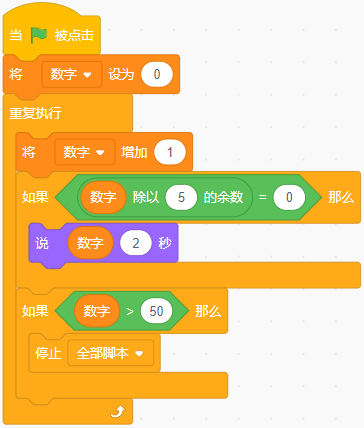 当 被点击
将 数字 设为 0
重复执行
将 数字 增加 1
如果 数字 除以 5 的余数 = 0 那么
说 数字 2 秒
如果 数字 > 50 那么
停止 全部脚本